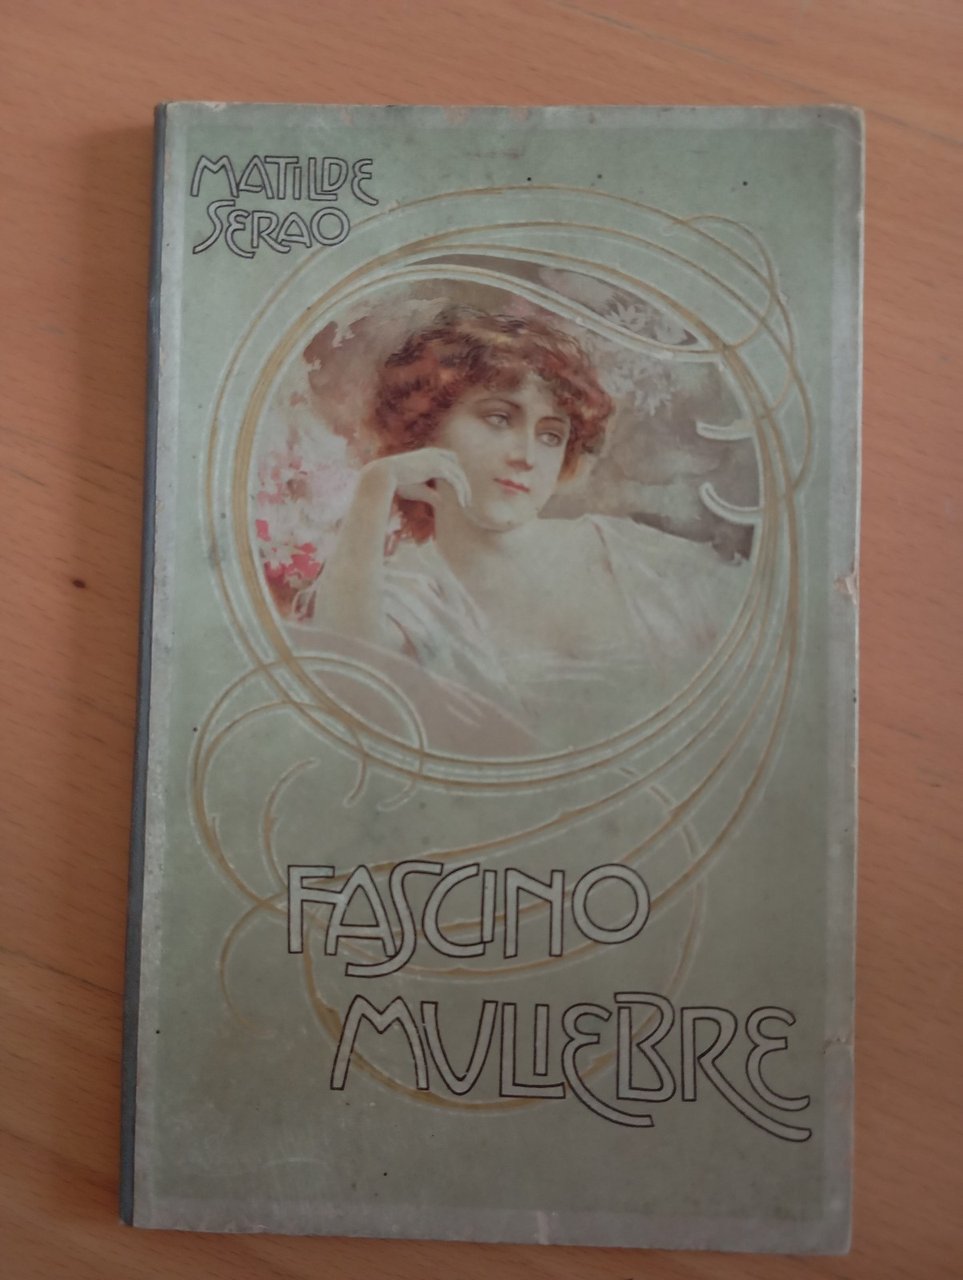 MATILDE
SERAO
FASCINO
MULIEBRE